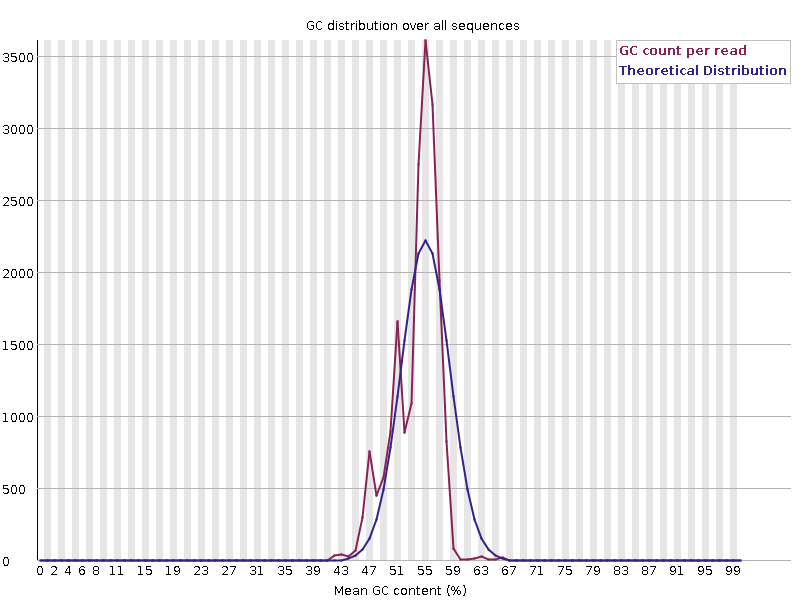 GC distribution over all sequences
GC count per read
Theoretical Distribution
3500
3000
2500
2000
1500
1000
500
0
0 2 4 6 8 11 15 19 23 27 31 35 39 43 47 51 55 59 63 67 71 75 79 83 87 91 95 99
Mean GC content (%)